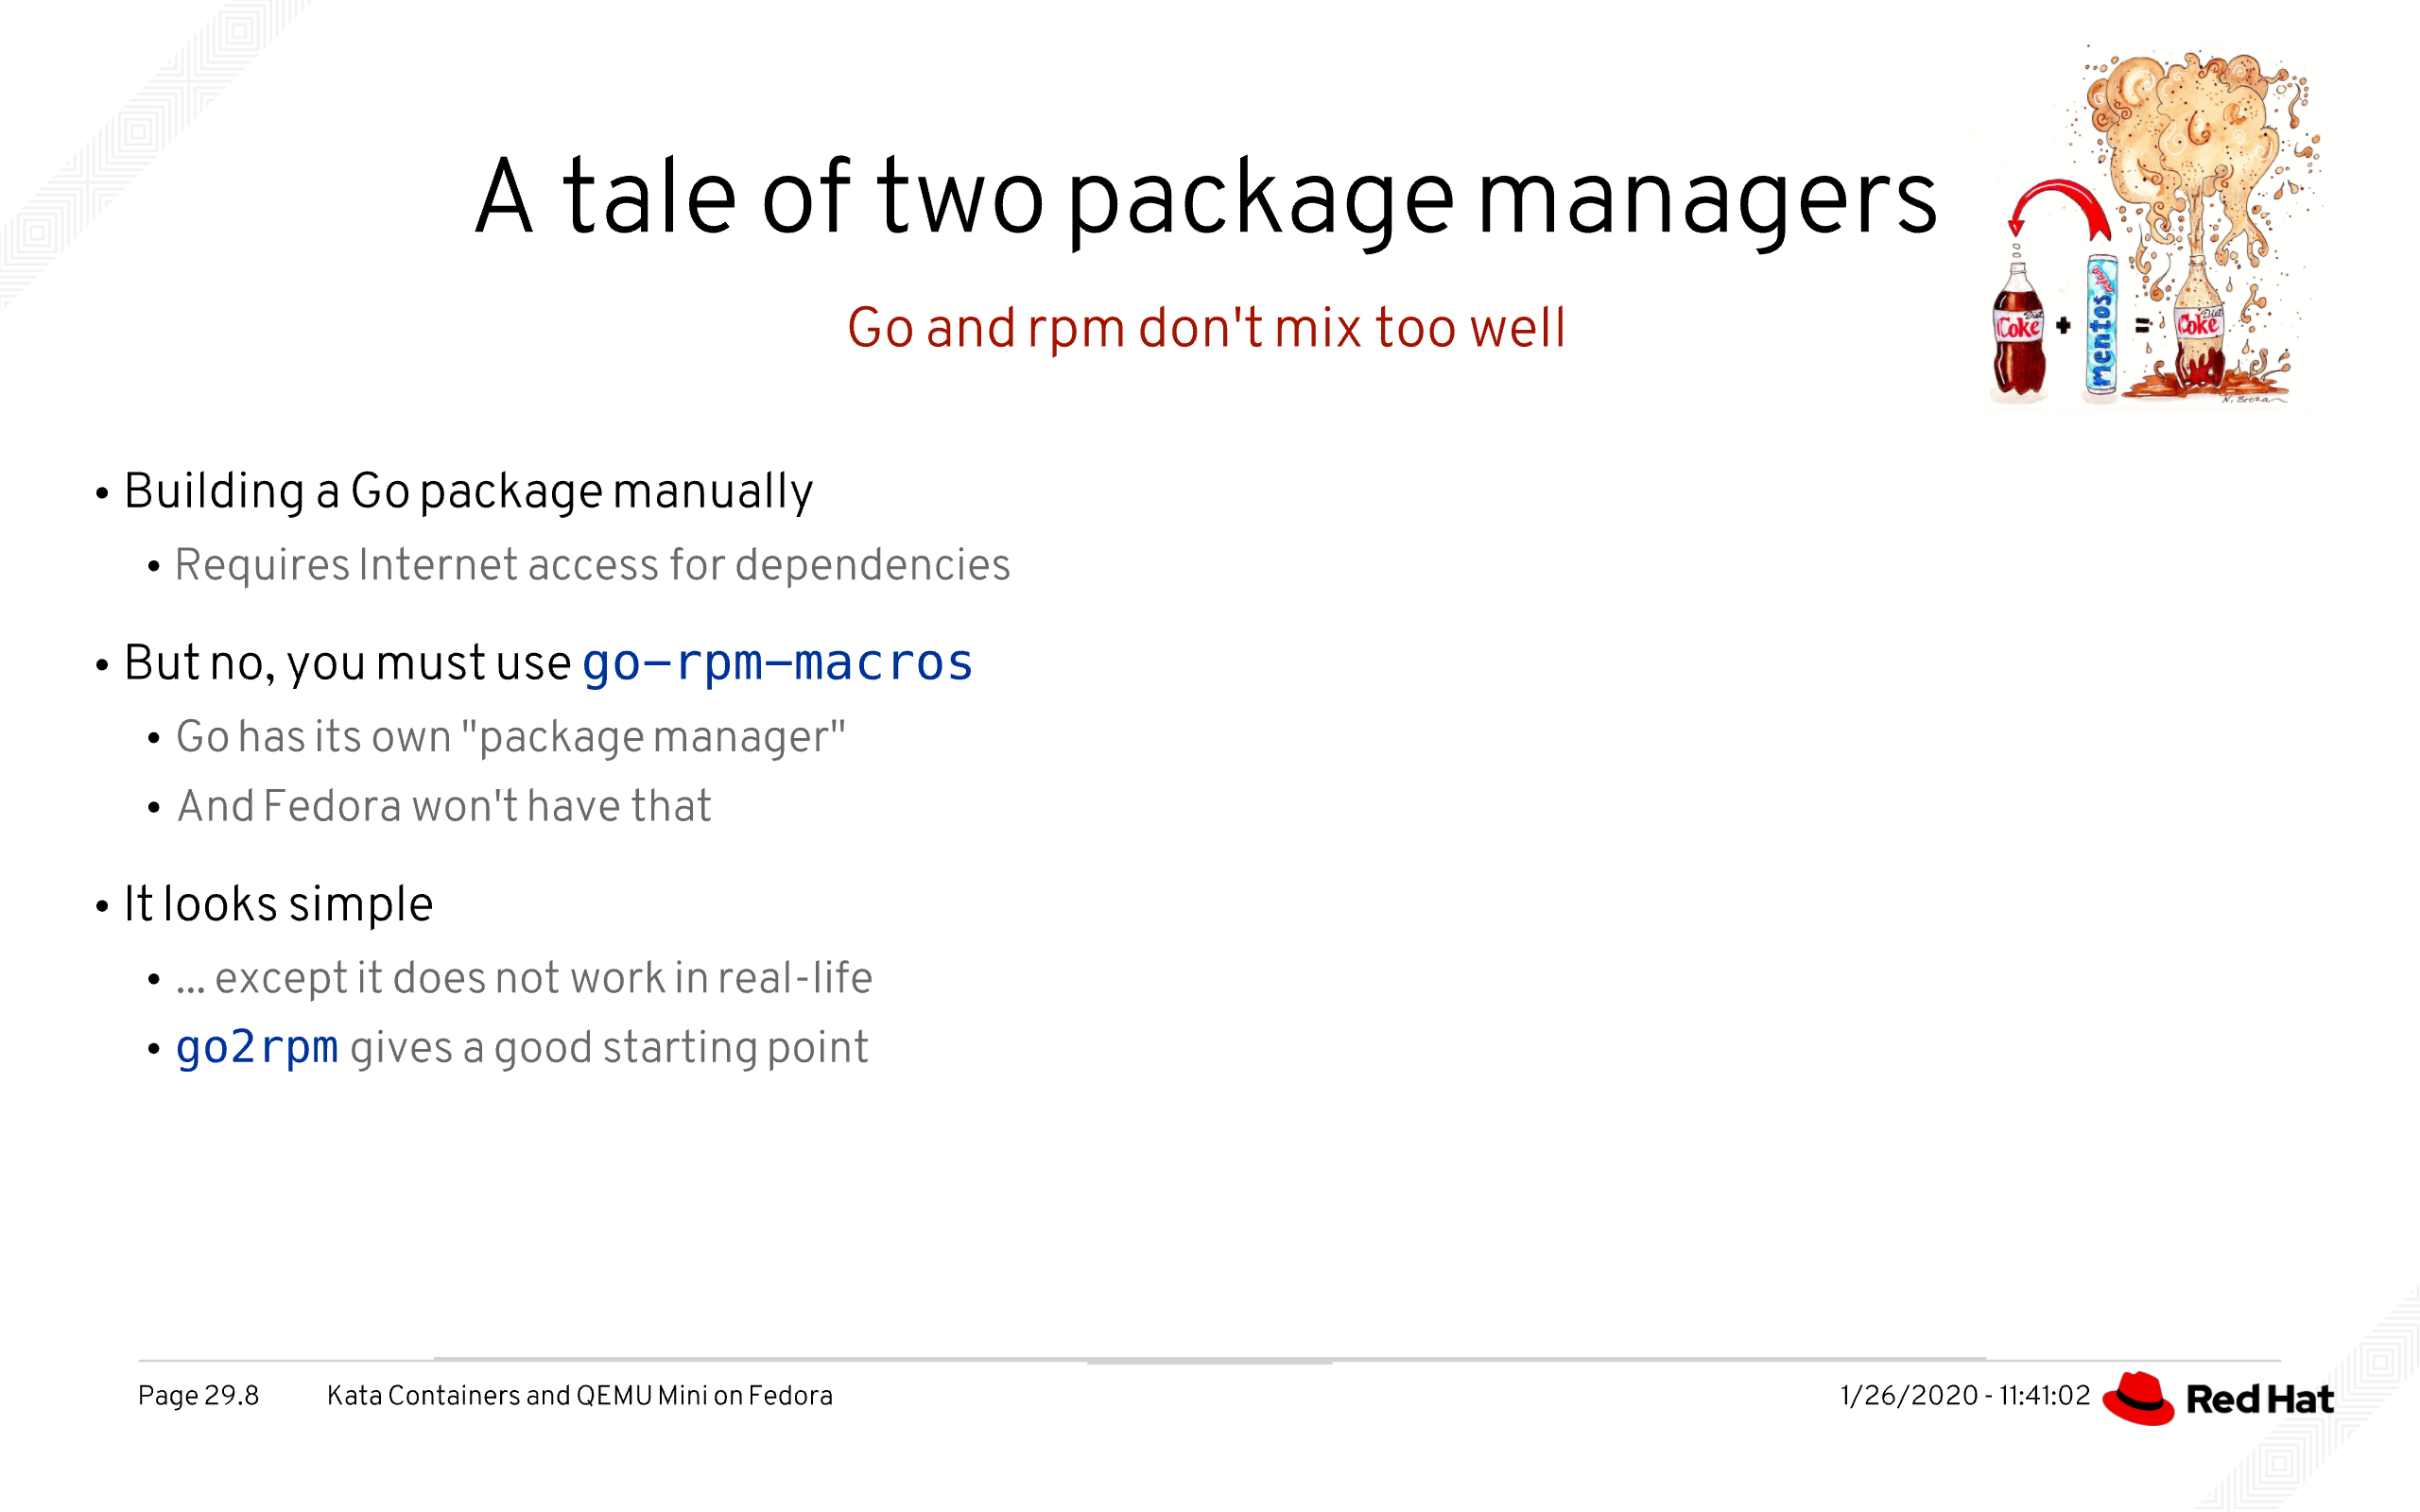 A tale of two package managers
Go and rpm don't mix too well
Diet
Coke
+
mentos
=
Diet
Coke
N. Broza
• Building a Go package manually
• Requires Internet access for dependencies
• But no, you must use go-rpm-macros
• Go has its own "package manager"
• And Fedora won't have that
• It looks simple
• ... except it does not work in real-life
• go2rpm gives a good starting point
Page 29.8
Kata Containers and QEMU Mini on Fedora
1/26/2020 - 11:41:02
Red Hat